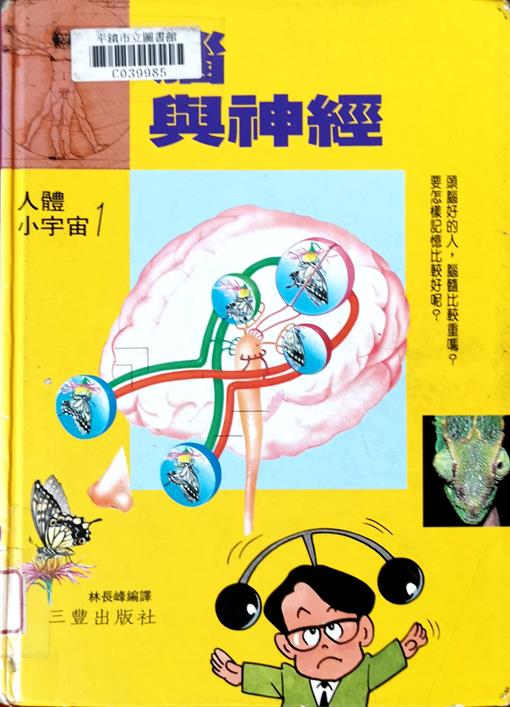 平鎮市立圖書館
C039985
腦
與神經
人體
小宇宙1
頭腦好的人，腦髓比較重嗎？
要怎樣記憶比較好呢？
林長峰編譯
三豐出版社